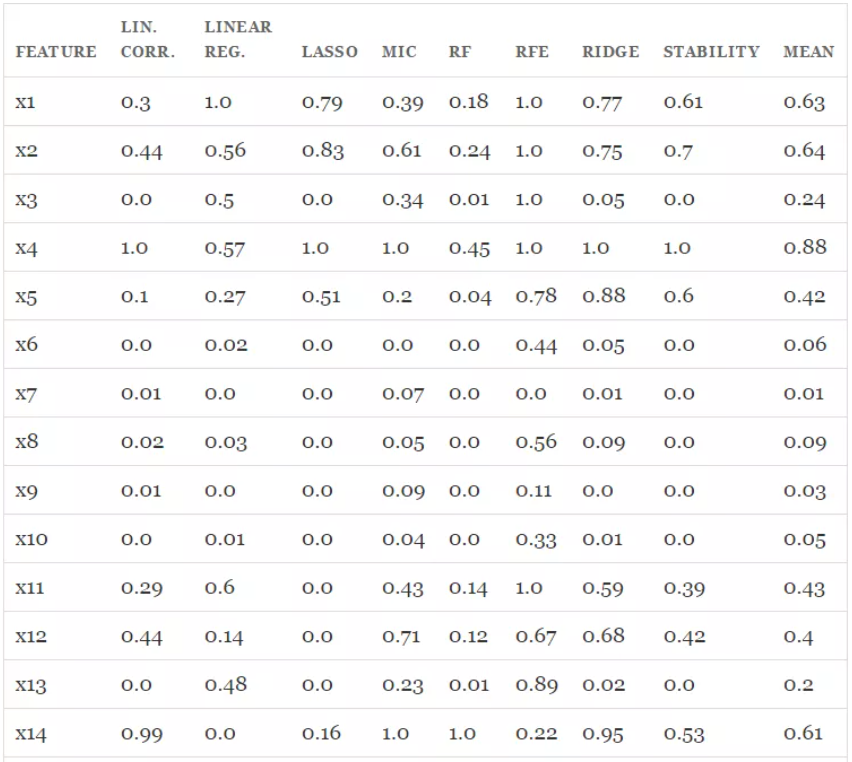 LIN. LINEAR
FEATURE CORR. REG. LASSO MIC RF RFE RIDGE STABILITY MEAN
x1 0.3 1.0 0.79 0.39 0.18 1.0 0.77 0.61 0.63
x2 0.44 0.56 0.83 0.61 0.24 1.0 0.75 0.7 0.64
x3 0.0 0.5 0.0 0.34 0.01 1.0 0.05 0.0 0.24
x4 1.0 0.57 1.0 1.0 0.45 1.0 1.0 1.0 0.88
x5 0.1 0.27 0.51 0.2 0.04 0.78 0.88 0.6 0.42
x6 0.0 0.02 0.0 0.0 0.0 0.44 0.05 0.0 0.06
x7 0.01 0.0 0.0 0.07 0.0 0.0 0.01 0.0 0.01
x8 0.02 0.03 0.0 0.05 0.0 0.56 0.09 0.0 0.09
x9 0.01 0.0 0.0 0.09 0.0 0.11 0.0 0.0 0.03
x10 0.0 0.01 0.0 0.04 0.0 0.33 0.01 0.0 0.05
x11 0.29 0.6 0.0 0.43 0.14 1.0 0.59 0.39 0.43
x12 0.44 0.14 0.0 0.71 0.12 0.67 0.68 0.42 0.4
x13 0.0 0.48 0.0 0.23 0.01 0.89 0.02 0.0 0.2
x14 0.99 0.0 0.16 1.0 1.0 0.22 0.95 0.53 0.61